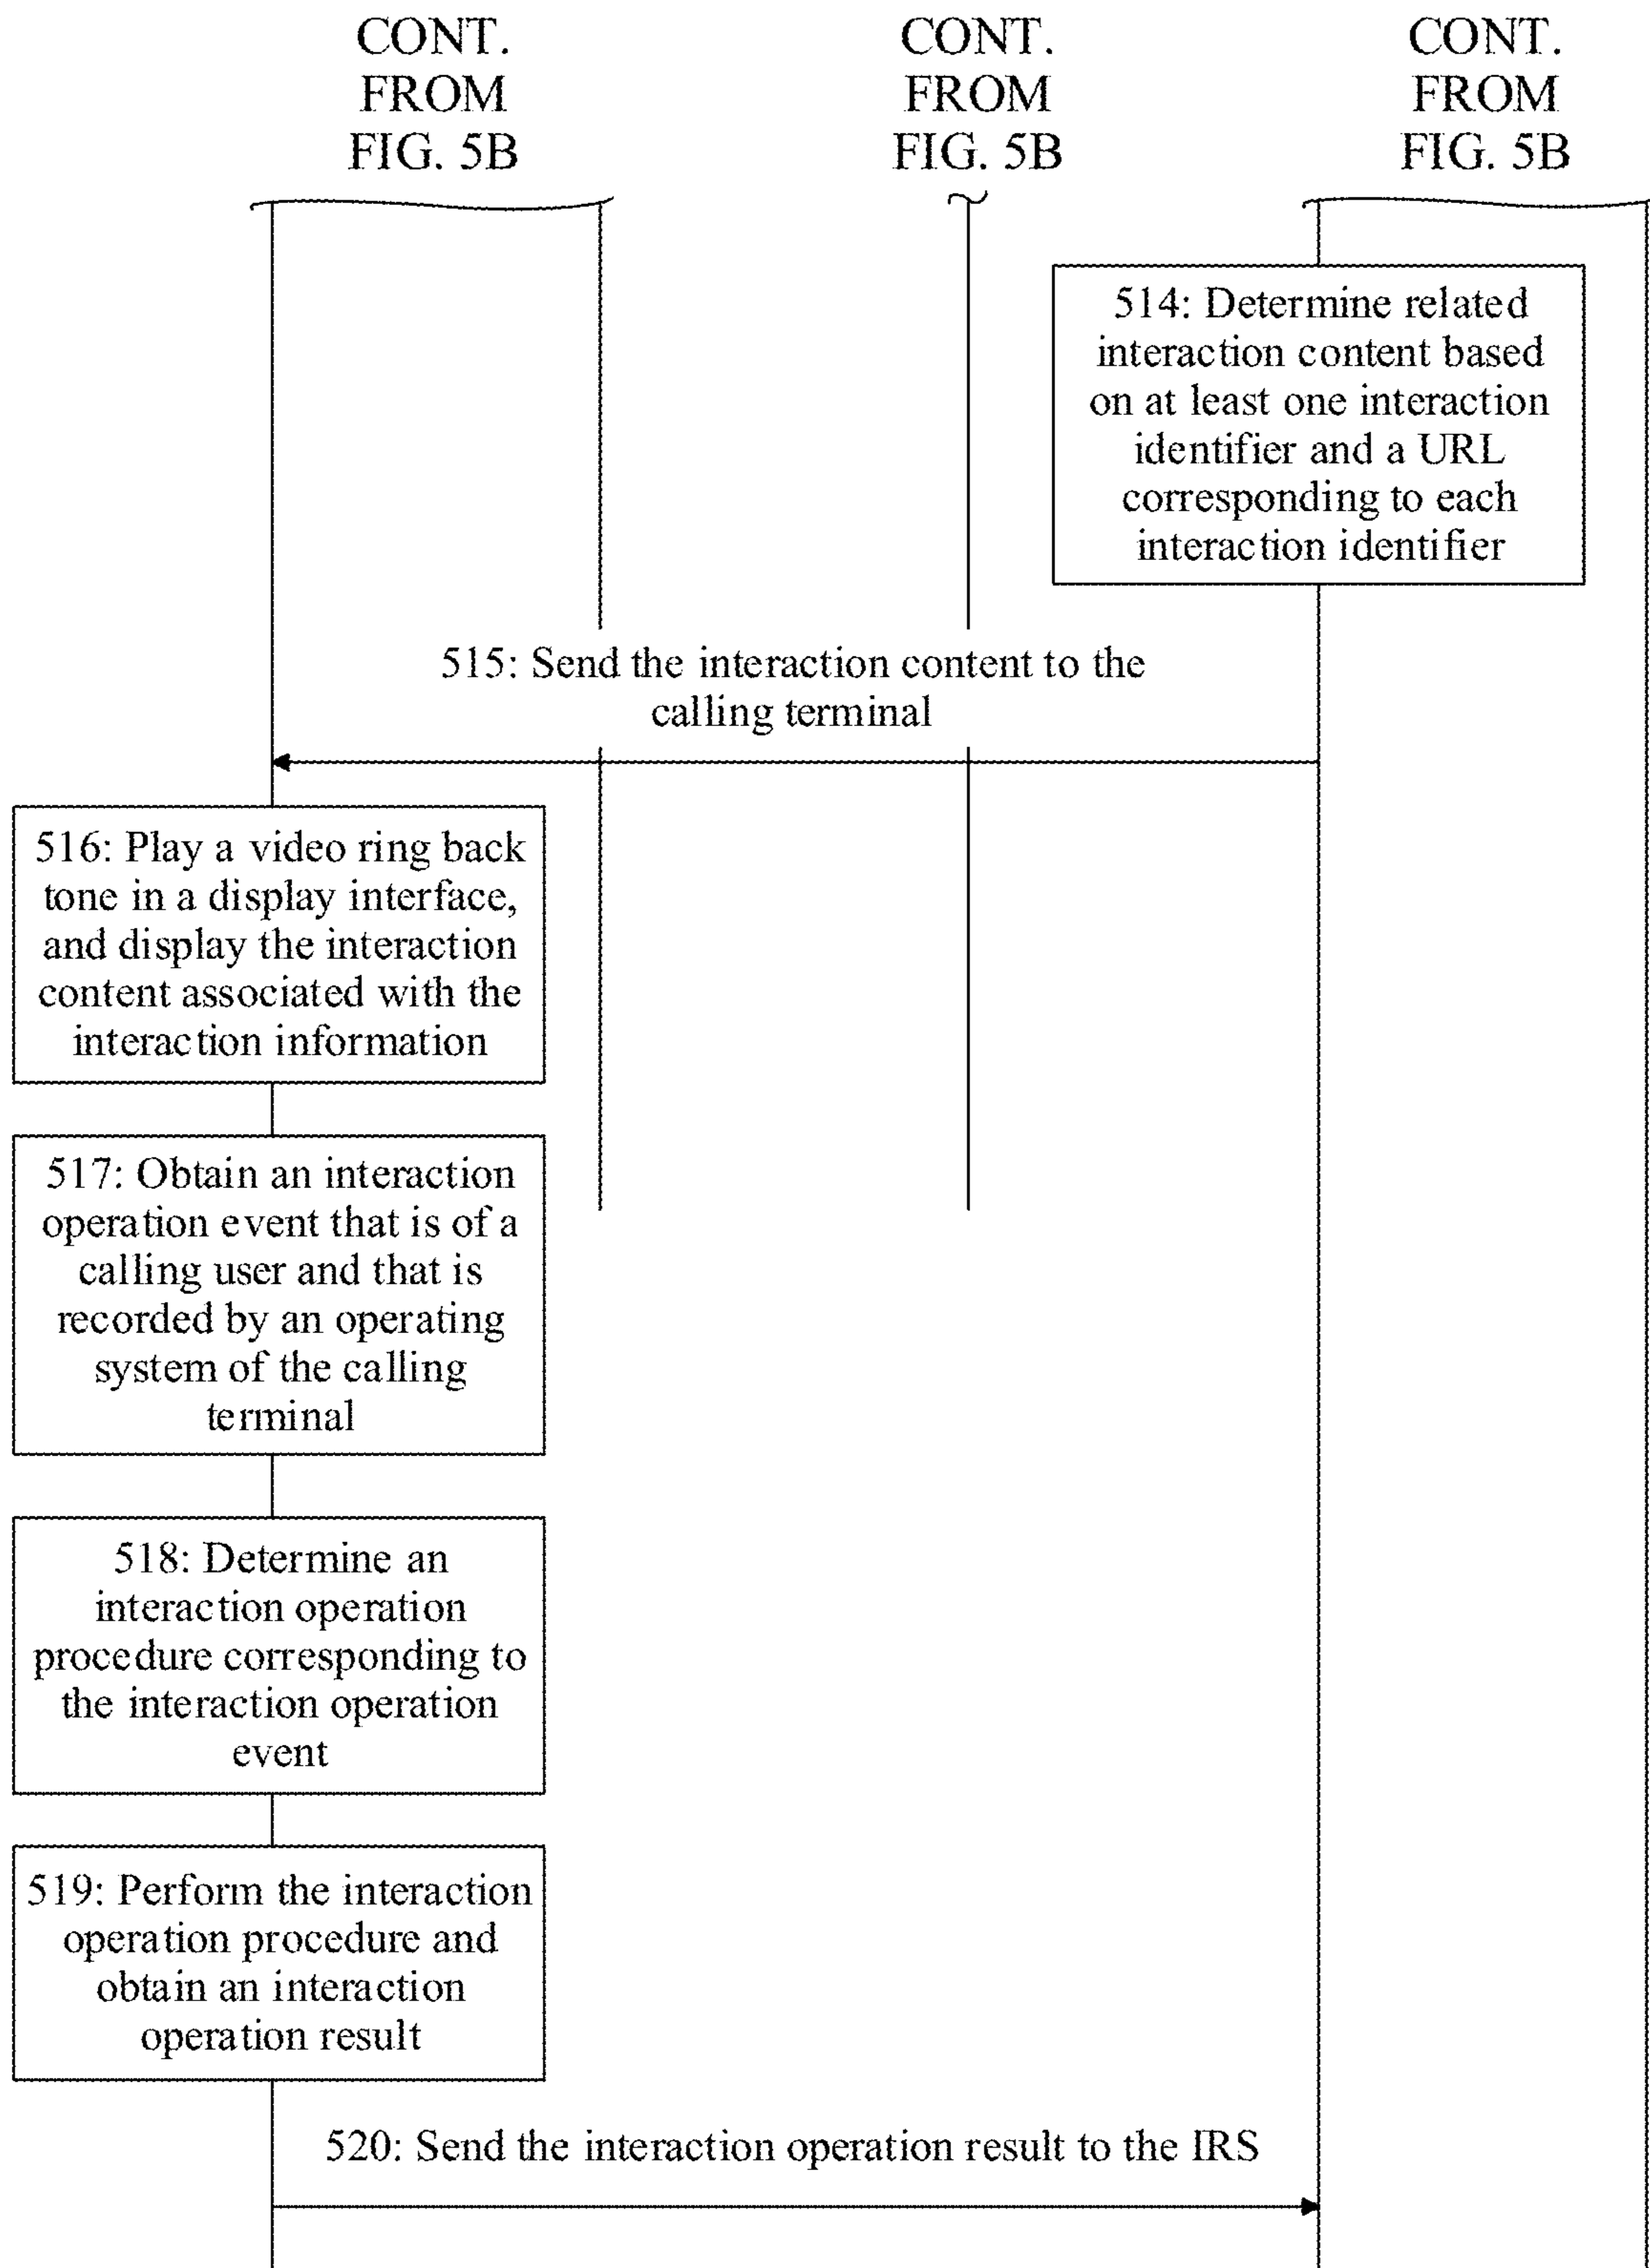 CONT.
FROM
FIG. 5B
CONT.
FROM
FIG. 5B
CONT.
FROM
FIG. 5B
514: Determine related
interaction content based
on at least one interaction
identifier and a URL
corresponding to each
interaction identifier
515: Send the interaction content to the
calling terminal
516: Play a video ring back
tone in a display interface,
and display the interaction
content associated with the
interaction information
517: Obtain an interaction
operation event that is of a
calling user and that is
recorded by an operating
system of the calling
terminal
518: Determine an
interaction operation
procedure corresponding to
the interaction operation
event
519: Perform the interaction
operation procedure and
obtain an interaction
operation result
520: Send the interaction operation result to the IRS